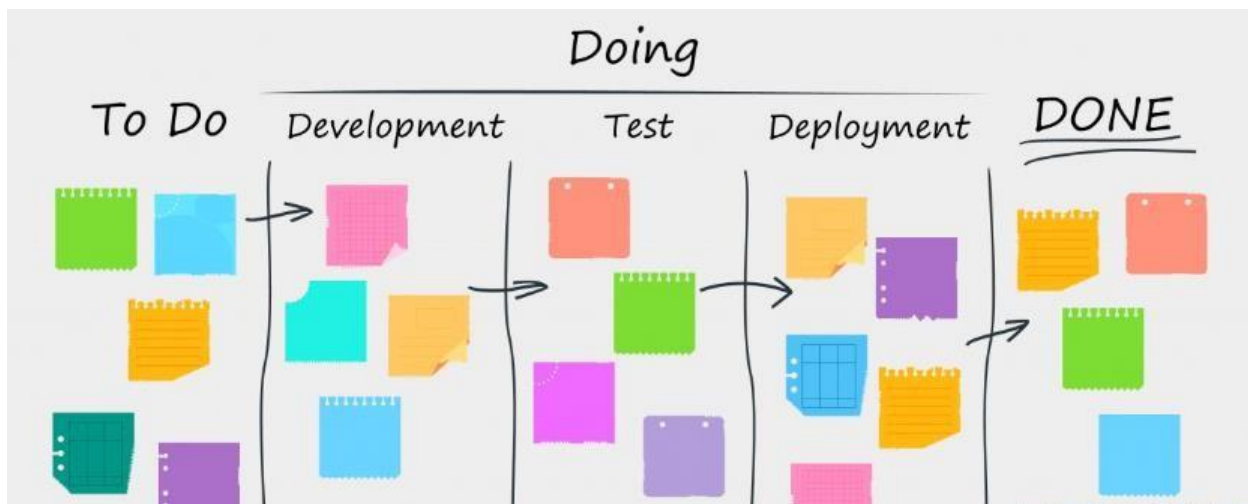 Doing
To Do
Development
Test
Deployment
DONE